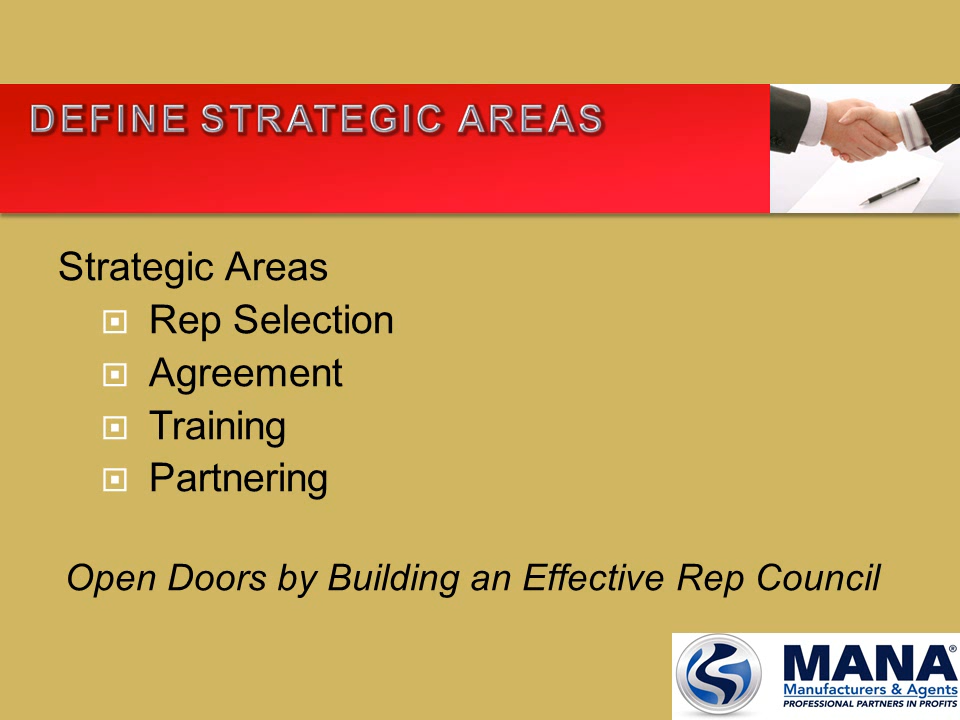 DEFINE STRATEGIC AREAS
Strategic Areas
Rep Selection
Agreement
Training
Partnering
Open Doors by Building an Effective Rep Council
MANA®
Manufacturers & Agents
PROFESSIONAL PARTNERS IN PROFITS